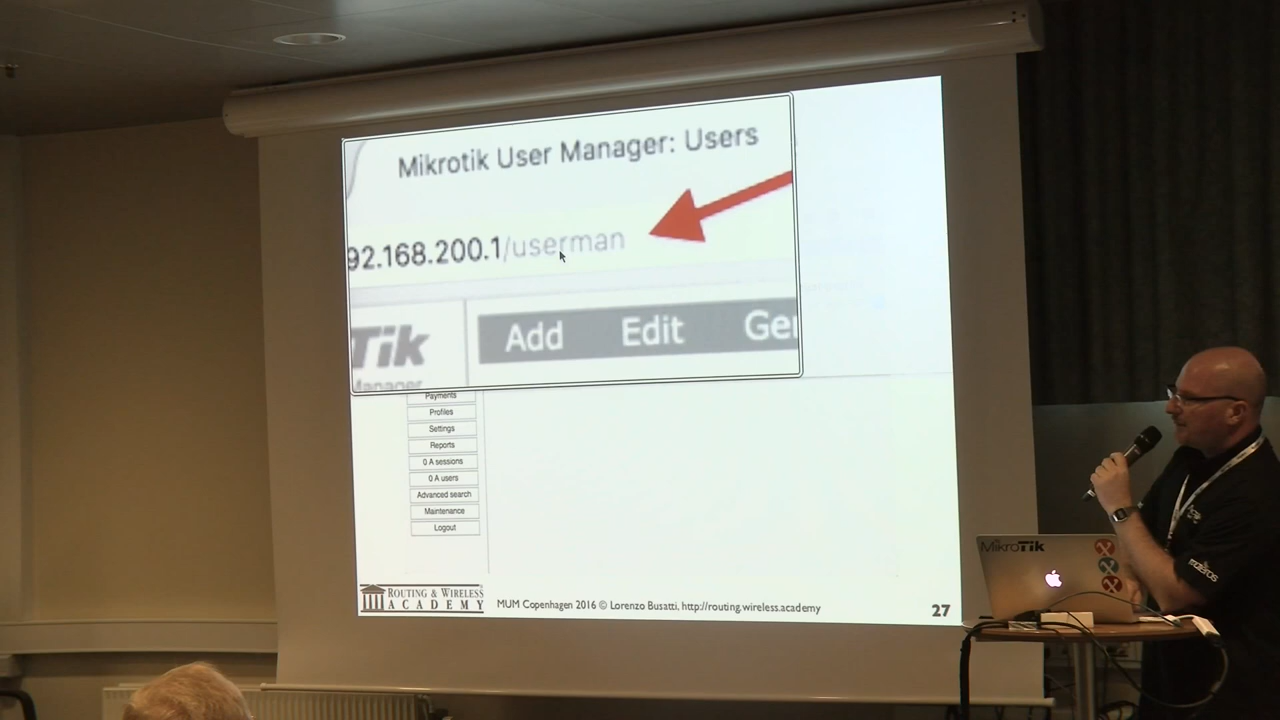 Mikrotik User Manager: Users
92.168.200.1/userman
Tik
Manager
Add Edit Ge
Payments
Profiles
Settings
Reports
0 A sessions
0 A users
Advanced search
Maintenance
Logout
ROUTING & WIRELESS
ACADEMY
MUM Copenhagen 2016 © Lorenzo Busatti, http://routing.wireless.academy
27
MikroTik